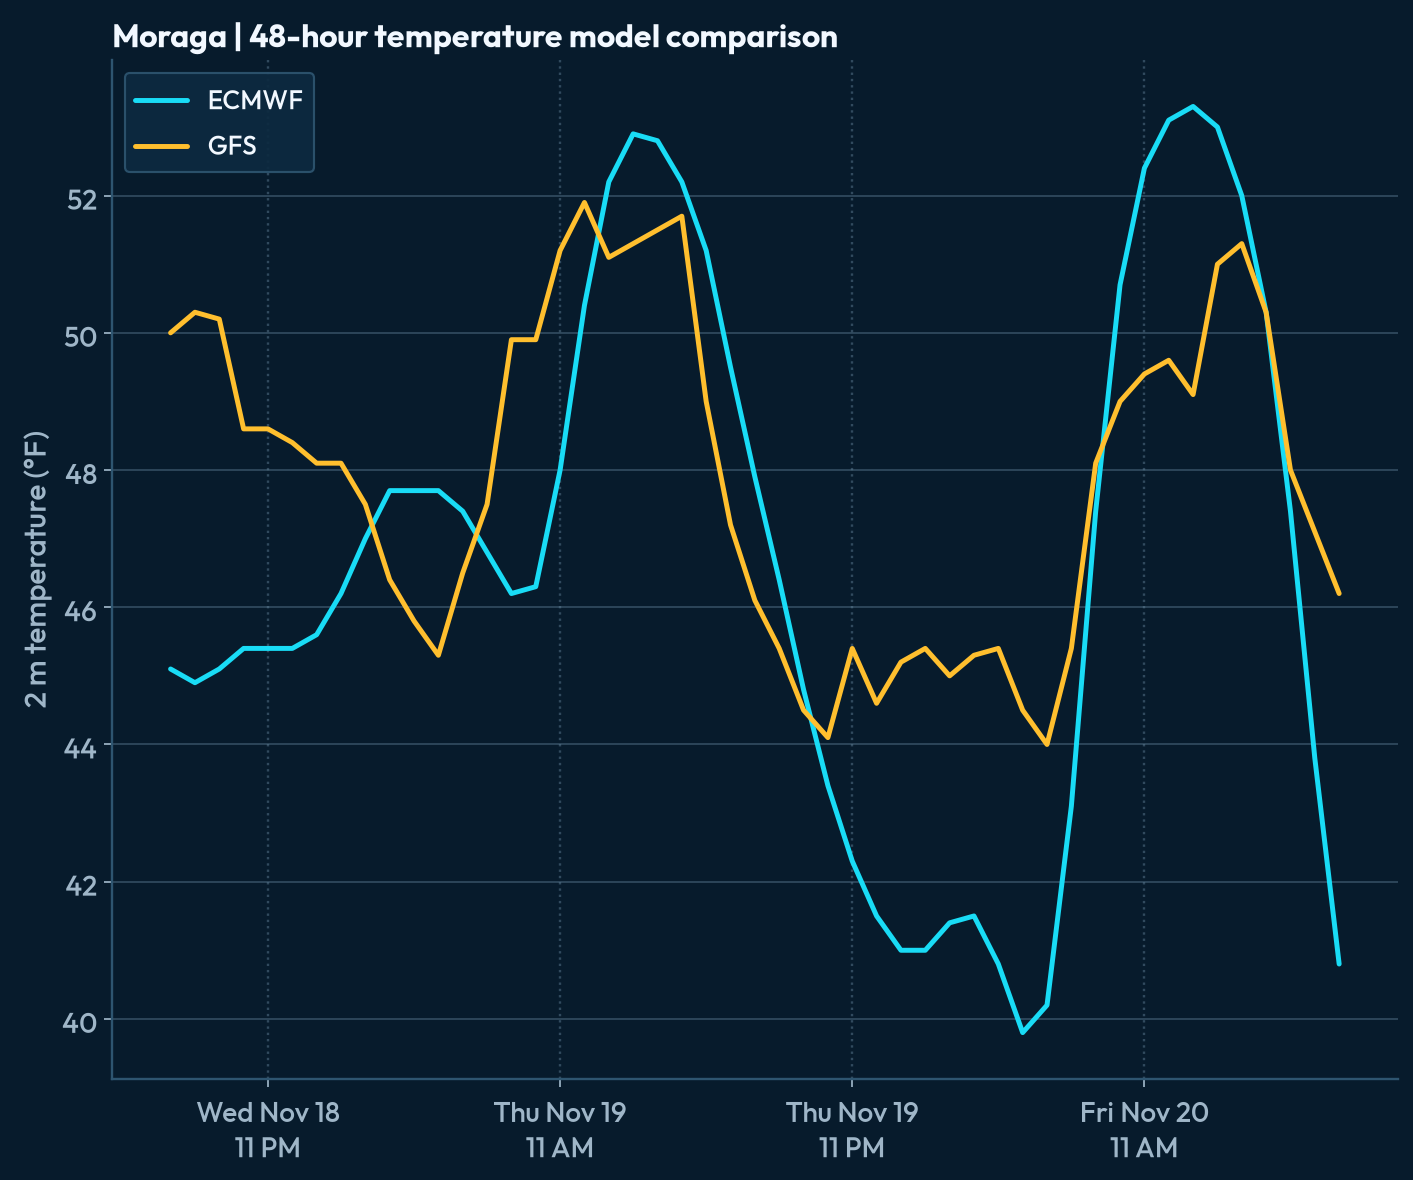 Moraga | 48-hour temperature model comparison
ECMWF
GFS
2 m temperature (°F)
52
50
48
46
44
42
40
Wed Nov 18
11 PM
Thu Nov 19
11 AM
Thu Nov 19
11 PM
Fri Nov 20
11 AM